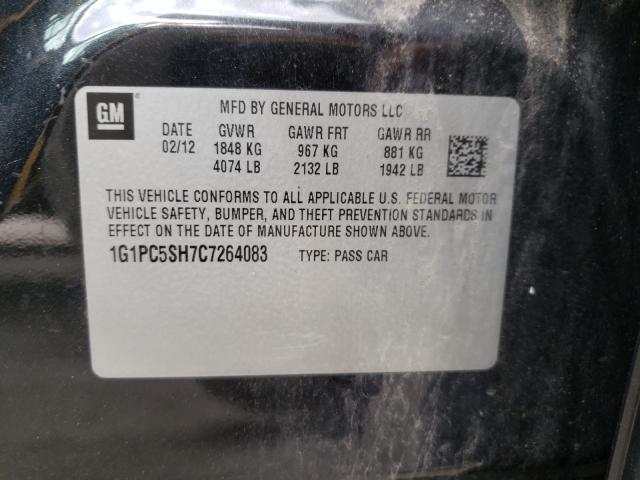 GM
MFD BY GENERAL MOTORS LLC
DATE GVWR GAWR FRT GAWR RR
02/12 1848 KG 967 KG 881 KG
4074 LB 2132 LB 1942 LB
THIS VEHICLE CONFORMS TO ALL APPLICABLE U.S. FEDERAL MOTOR
VEHICLE SAFETY, BUMPER, AND THEFT PREVENTION STANDARDS IN
EFFECT ON THE DATE OF MANUFACTURE SHOWN ABOVE.
1G1PC5SH7C7264083 TYPE: PASS CAR